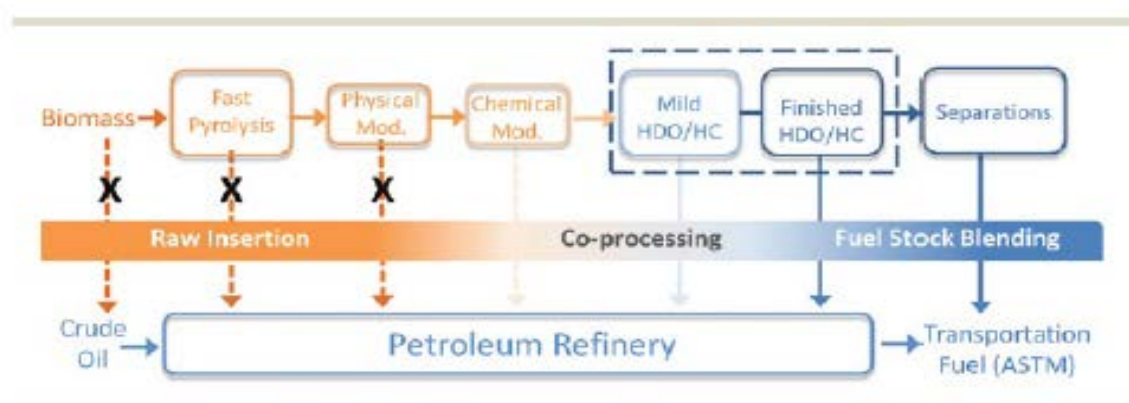 Biomass
Fast
Pyrolysis
Physical
Mod.
Chemical
Mod.
Mild
HDO/HC
Finished
HDO/HC
Separations
X
X
X
Raw Insertion
Co-processing
Fuel Stock Blending
Crude
Oil
Petroleum Refinery
Transportation
Fuel (ASTM)